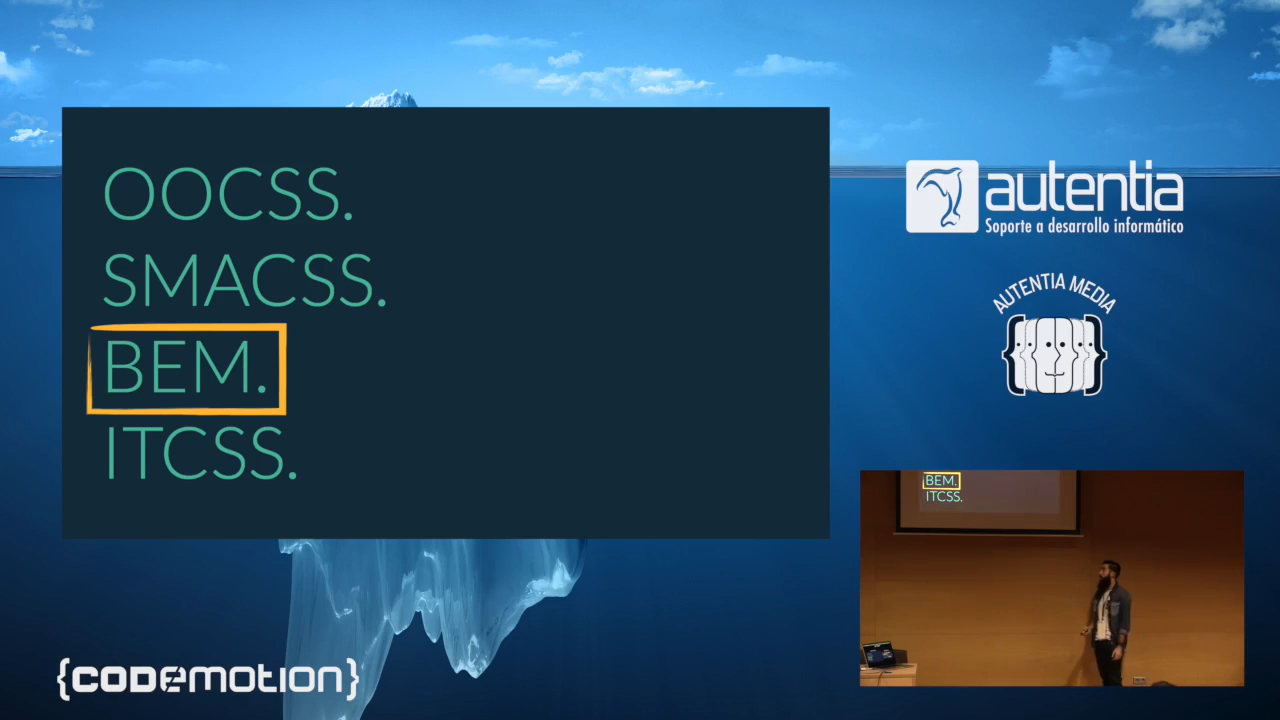 OOCSS.
SMACSS.
BEM.
ITCSS.
autentia
Soporte a desarrollo informático
AUTENTIA MEDIA
BEM.
ITCSS.
{CODEMOTION}